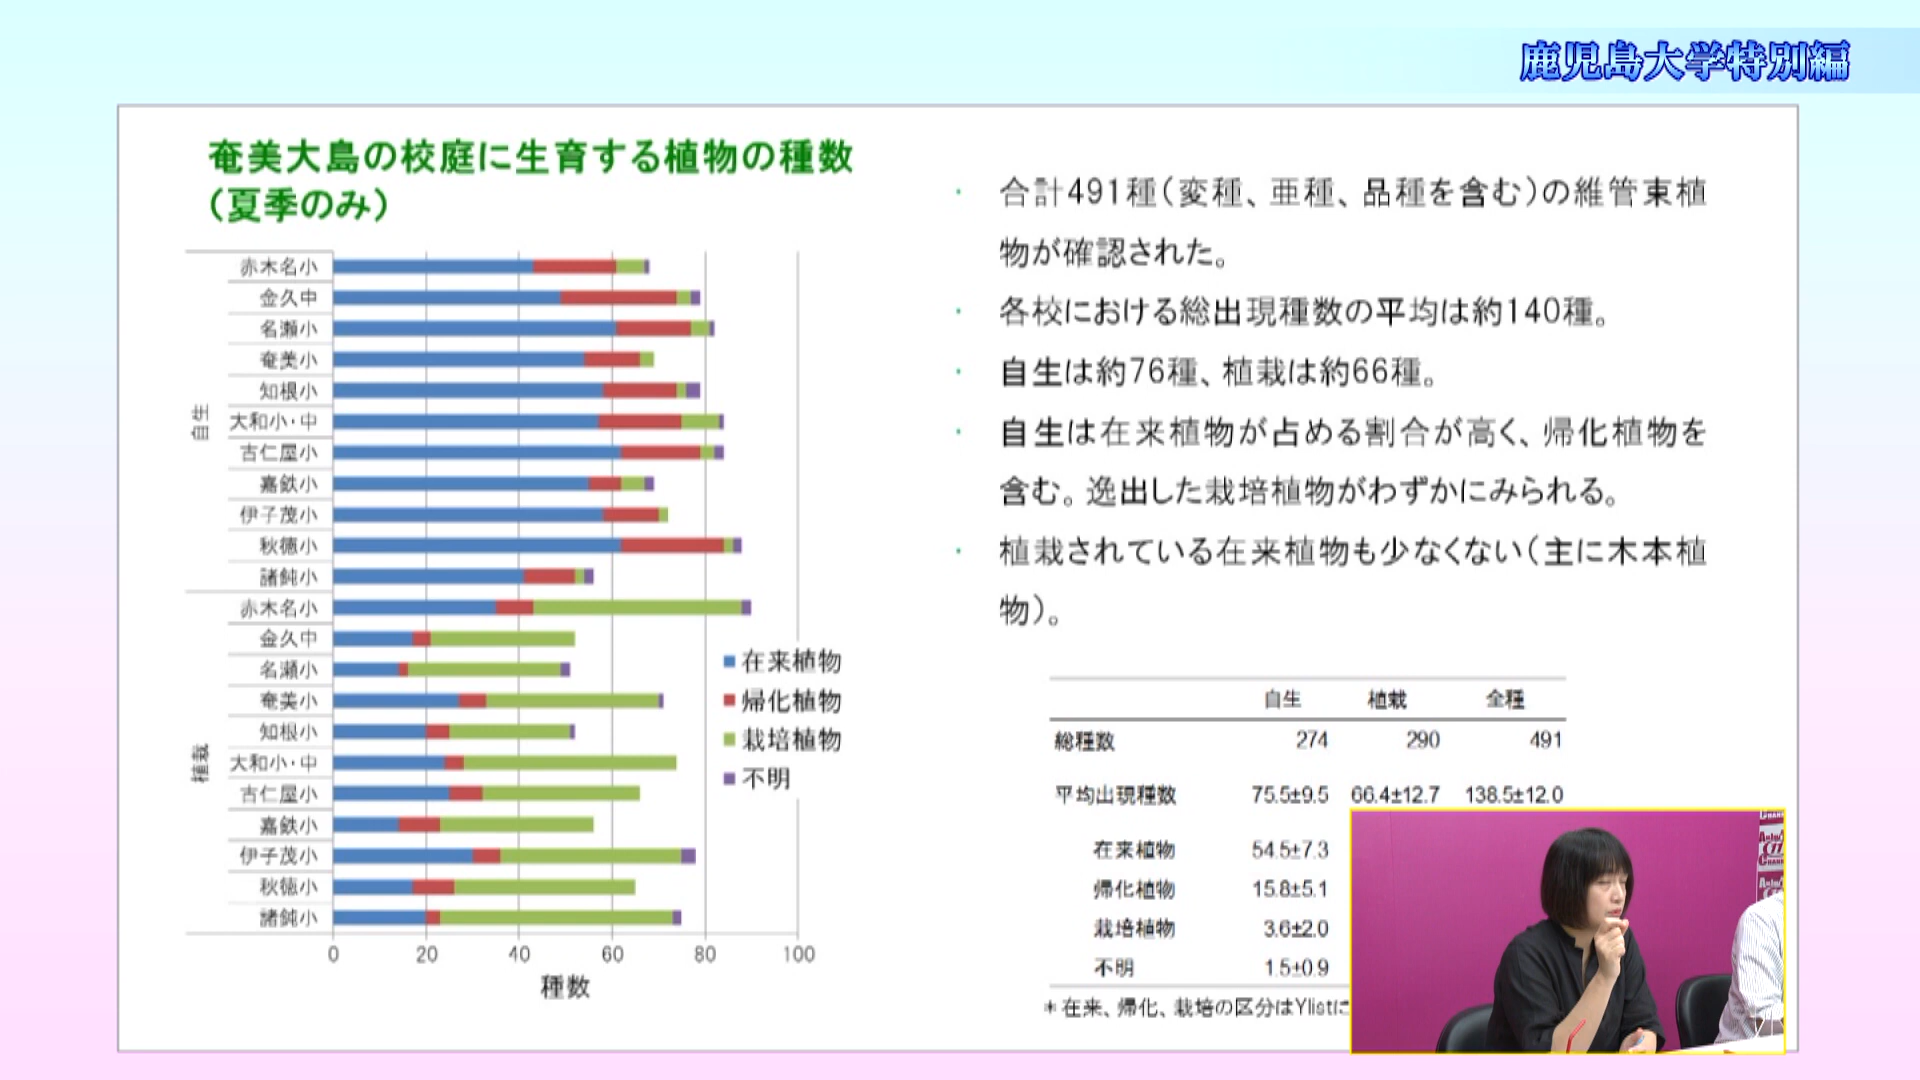 鹿児島大学特別編
奄美大島の校庭に生育する植物の種数
（夏季のみ）
自生
赤木名小
金久中
名瀬小
奄美小
知根小
大和小・中
古仁屋小
嘉鉄小
伊子茂小
秋徳小
諸鈍小
植栽
赤木名小
金久中
名瀬小
奄美小
知根小
大和小・中
古仁屋小
嘉鉄小
伊子茂小
秋徳小
諸鈍小
0 20 40 60 80 100
種数
在来植物
帰化植物
栽培植物
不明
・ 合計491種（変種、亜種、品種を含む）の維管束植
物が確認された。
・ 各校における総出現種数の平均は約140種。
・ 自生は約76種、植栽は約66種。
・ 自生は在来植物が占める割合が高く、帰化植物を
含む。逸出した栽培植物がわずかにみられる。
・ 植栽されている在来植物も少なくない（主に木本植
物）。
自生 植栽 全種
総種数 274 290 491
平均出現種数 75.5±9.5 66.4±12.7 138.5±12.0
在来植物 54.5±7.3
帰化植物 15.8±5.1
栽培植物 3.6±2.0
不明 1.5±0.9
＊在来、帰化、栽培の区分はYlistに